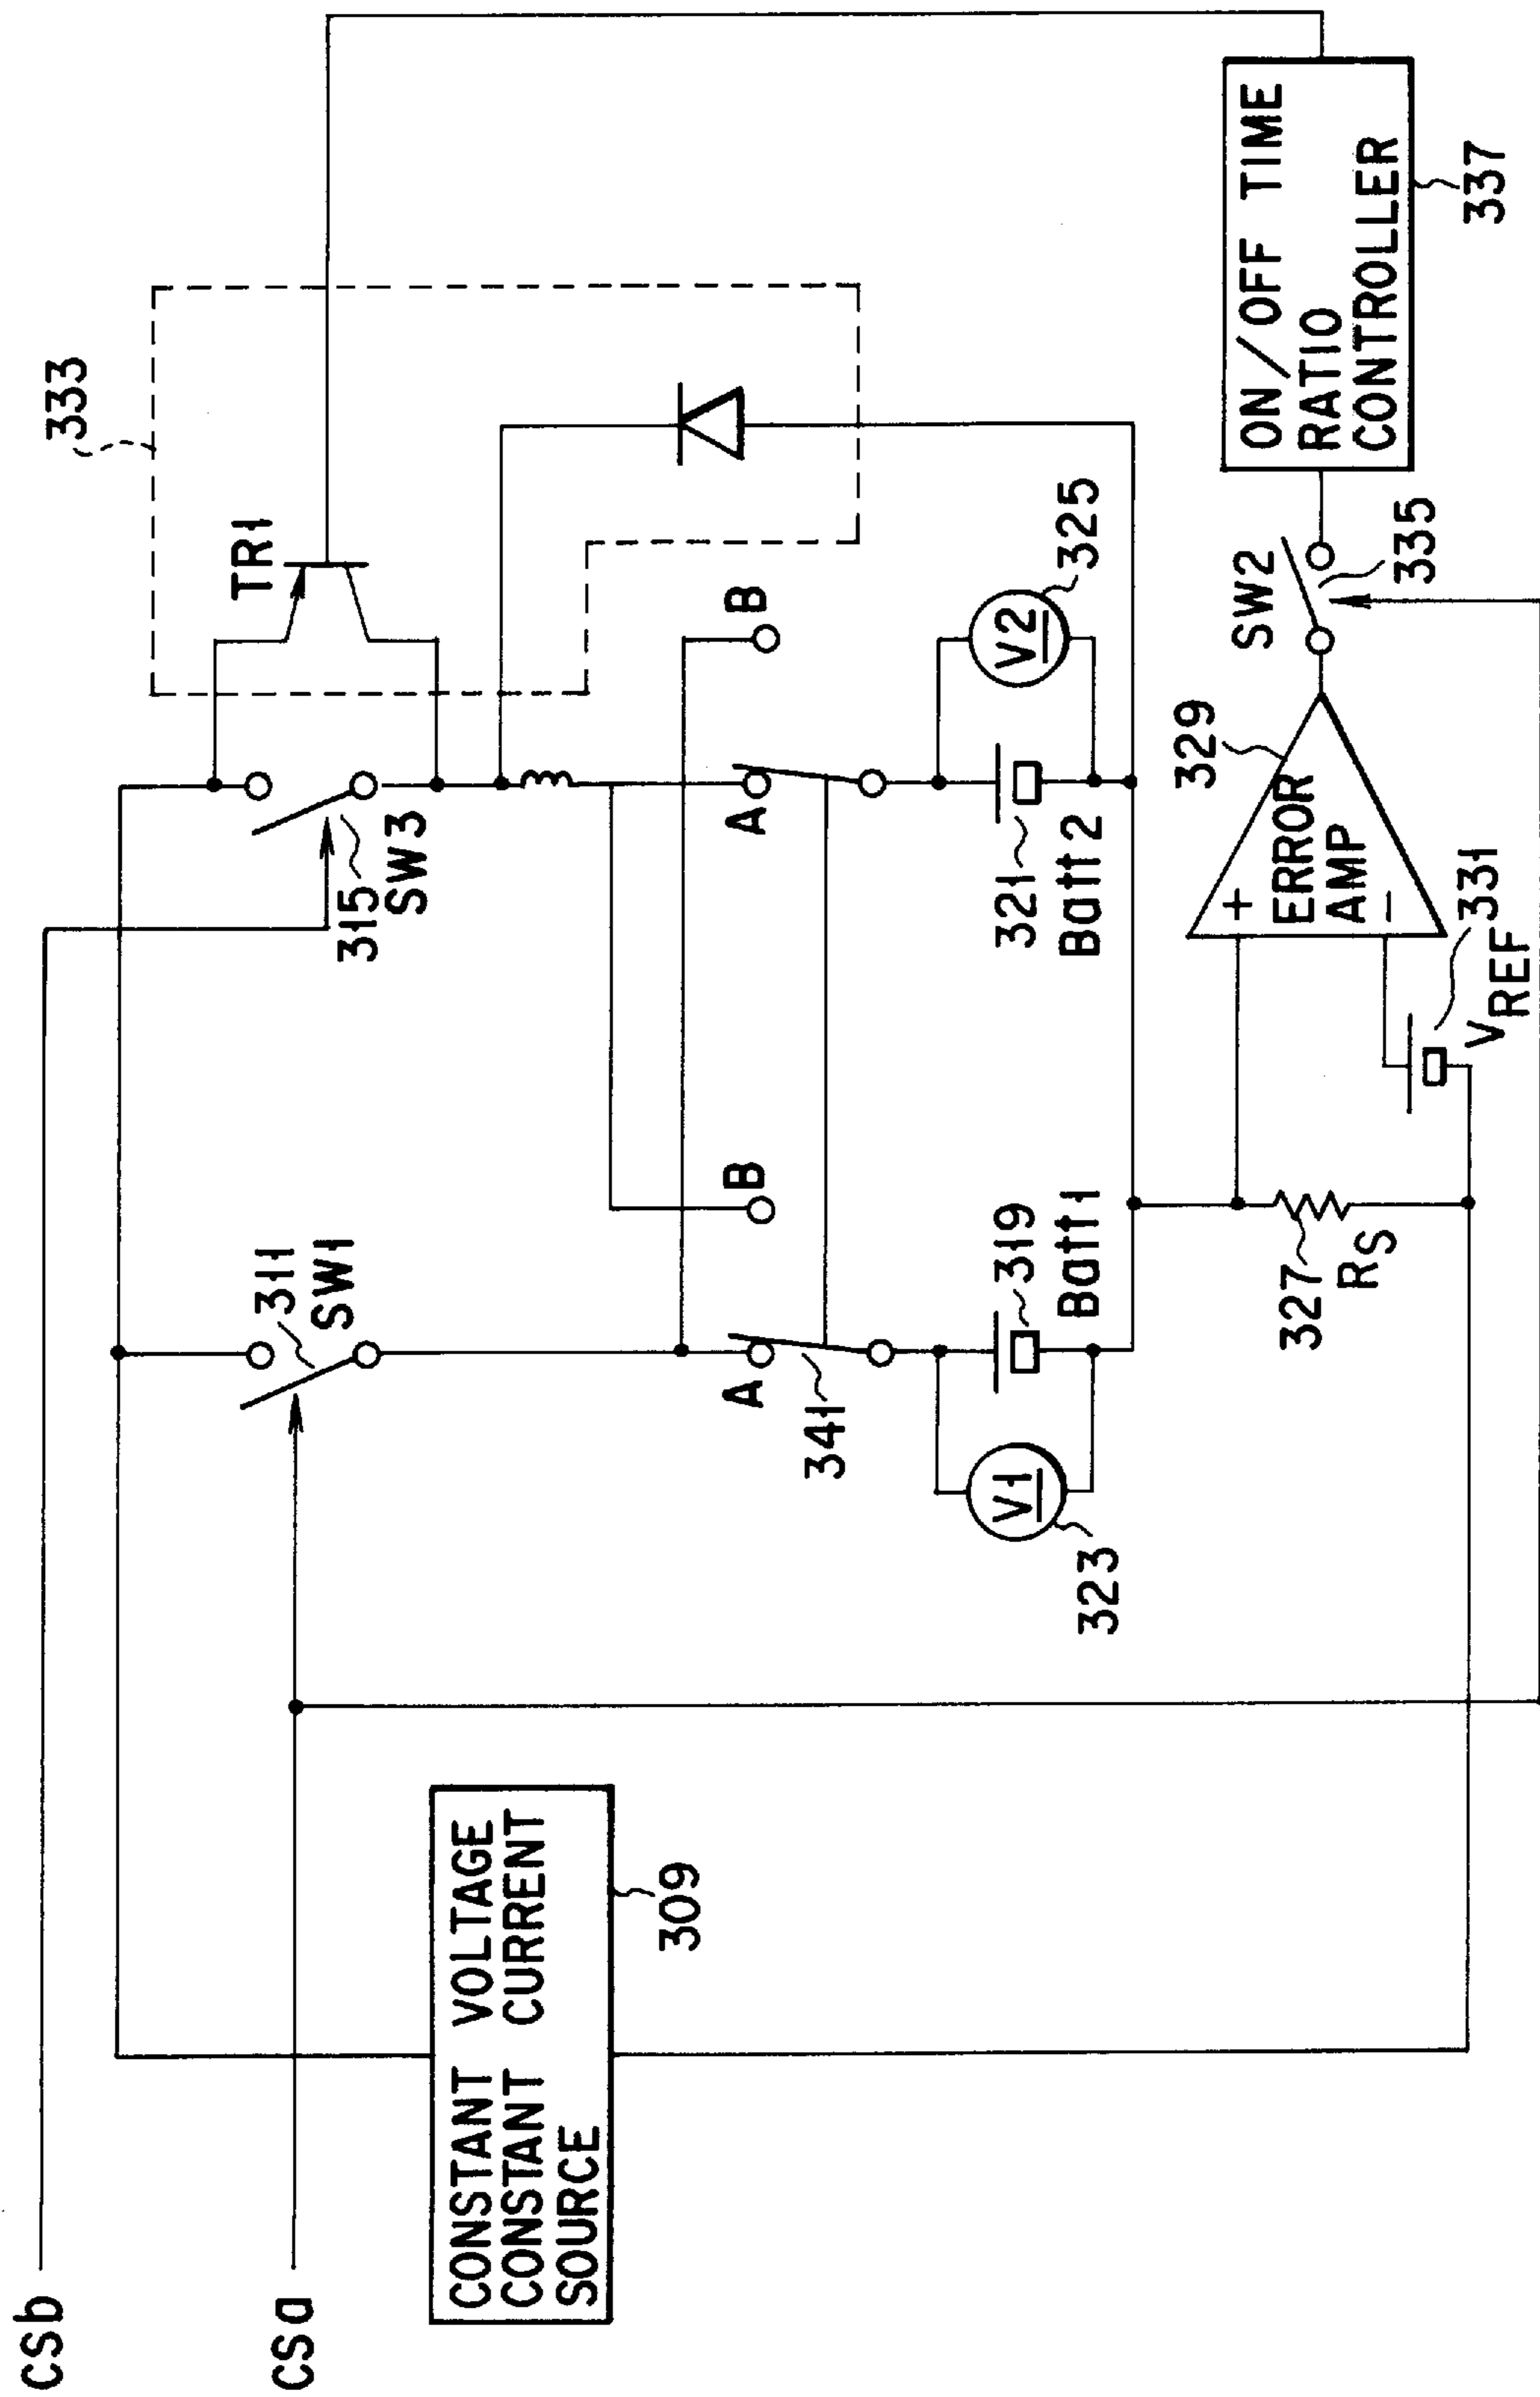 CSb
CSa
CONSTANT VOLTAGE
CONSTANT CURRENT
SOURCE
309
311
SW1
315
SW3
TR1
333
A
B
A
B
341
V1
323
319
Batt1
321
Batt2
V2
325
327
RS
+
ERROR
AMP
−
329
331
VREF
SW2
335
ON/OFF TIME
RATIO
CONTROLLER
337